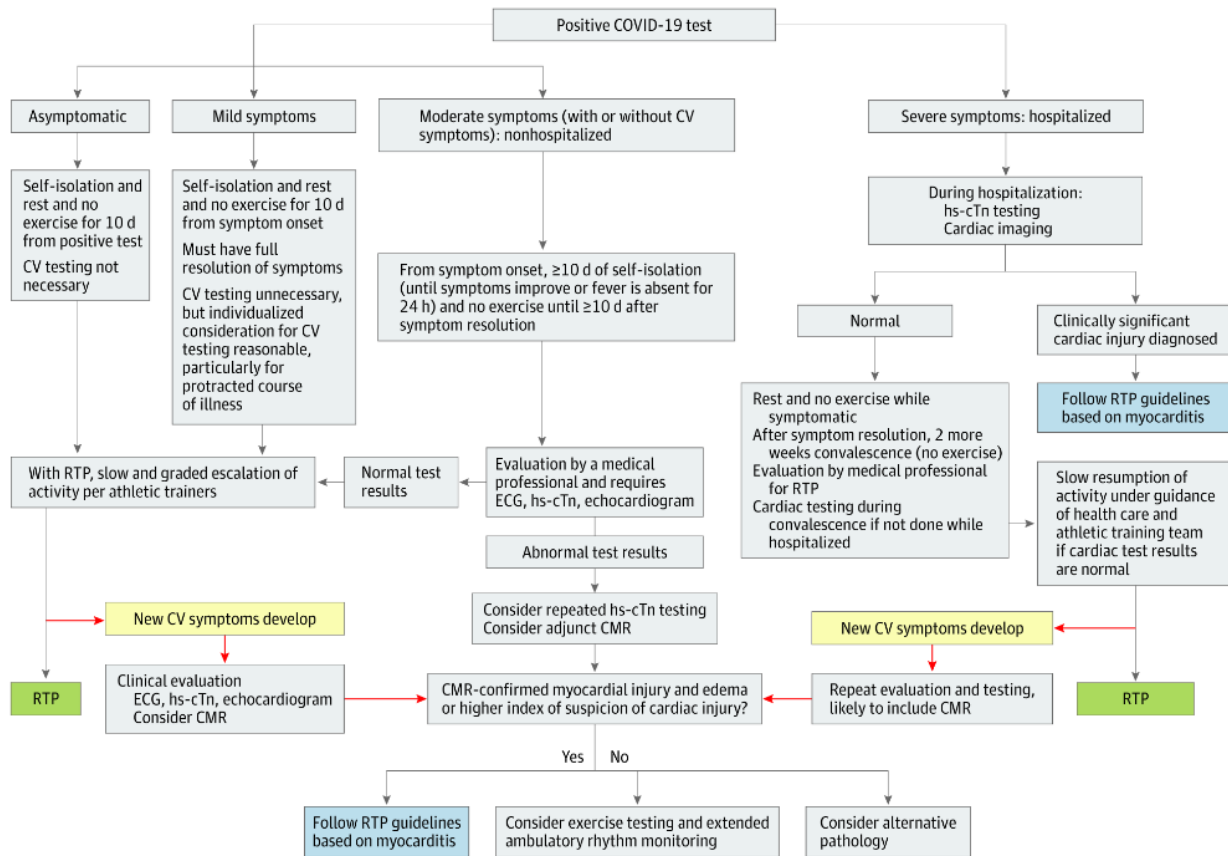 Positive COVID-19 test
Asymptomatic
Mild symptoms
Moderate symptoms (with or without CV
symptoms): nonhospitalized
Severe symptoms: hospitalized
Self-isolation and
rest and no
exercise for 10 d
from positive test
CV testing not
necessary
Self-isolation and rest
and no exercise for 10 d
from symptom onset
Must have full
resolution of symptoms
CV testing unnecessary,
but individualized
consideration for CV
testing reasonable,
particularly for
protracted course
of illness
From symptom onset, ≥10 d of self-isolation
(until symptoms improve or fever is absent for
24 h) and no exercise until ≥10 d after
symptom resolution
During hospitalization:
hs-cTn testing
Cardiac imaging
Normal
Clinically significant
cardiac injury diagnosed
Follow RTP guidelines
based on myocarditis
Rest and no exercise while
symptomatic
After symptom resolution, 2 more
weeks convalescence (no exercise)
Evaluation by medical professional
for RTP
Cardiac testing during
convalescence if not done while
hospitalized
With RTP, slow and graded escalation of
activity per athletic trainers
Normal test
results
Evaluation by a medical
professional and requires
ECG, hs-cTn, echocardiogram
Slow resumption of
activity under guidance
of health care and
athletic training team
if cardiac test results
are normal
Abnormal test results
Consider repeated hs-cTn testing
Consider adjunct CMR
New CV symptoms develop
New CV symptoms develop
RTP
Clinical evaluation
ECG, hs-cTn, echocardiogram
Consider CMR
CMR-confirmed myocardial injury and edema
or higher index of suspicion of cardiac injury?
Repeat evaluation and testing,
likely to include CMR
RTP
Yes
No
Follow RTP guidelines
based on myocarditis
Consider exercise testing and extended
ambulatory rhythm monitoring
Consider alternative
pathology